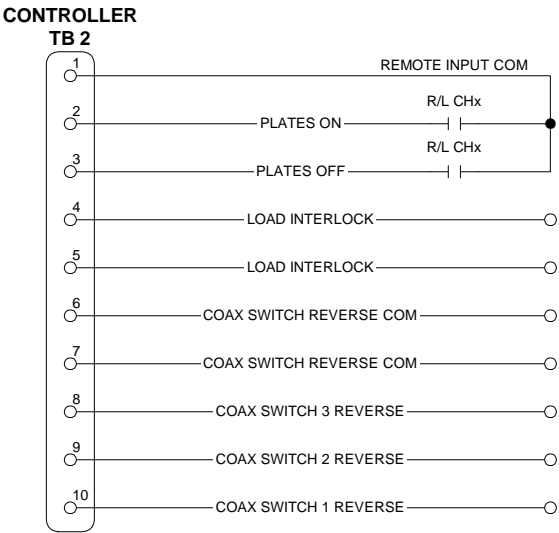 CONTROLLER
TB 2
1 REMOTE INPUT COM
R/L CHx
2 PLATES ON
R/L CHx
3 PLATES OFF
4 LOAD INTERLOCK
5 LOAD INTERLOCK
6 COAX SWITCH REVERSE COM
7 COAX SWITCH REVERSE COM
8 COAX SWITCH 3 REVERSE
9 COAX SWITCH 2 REVERSE
10 COAX SWITCH 1 REVERSE